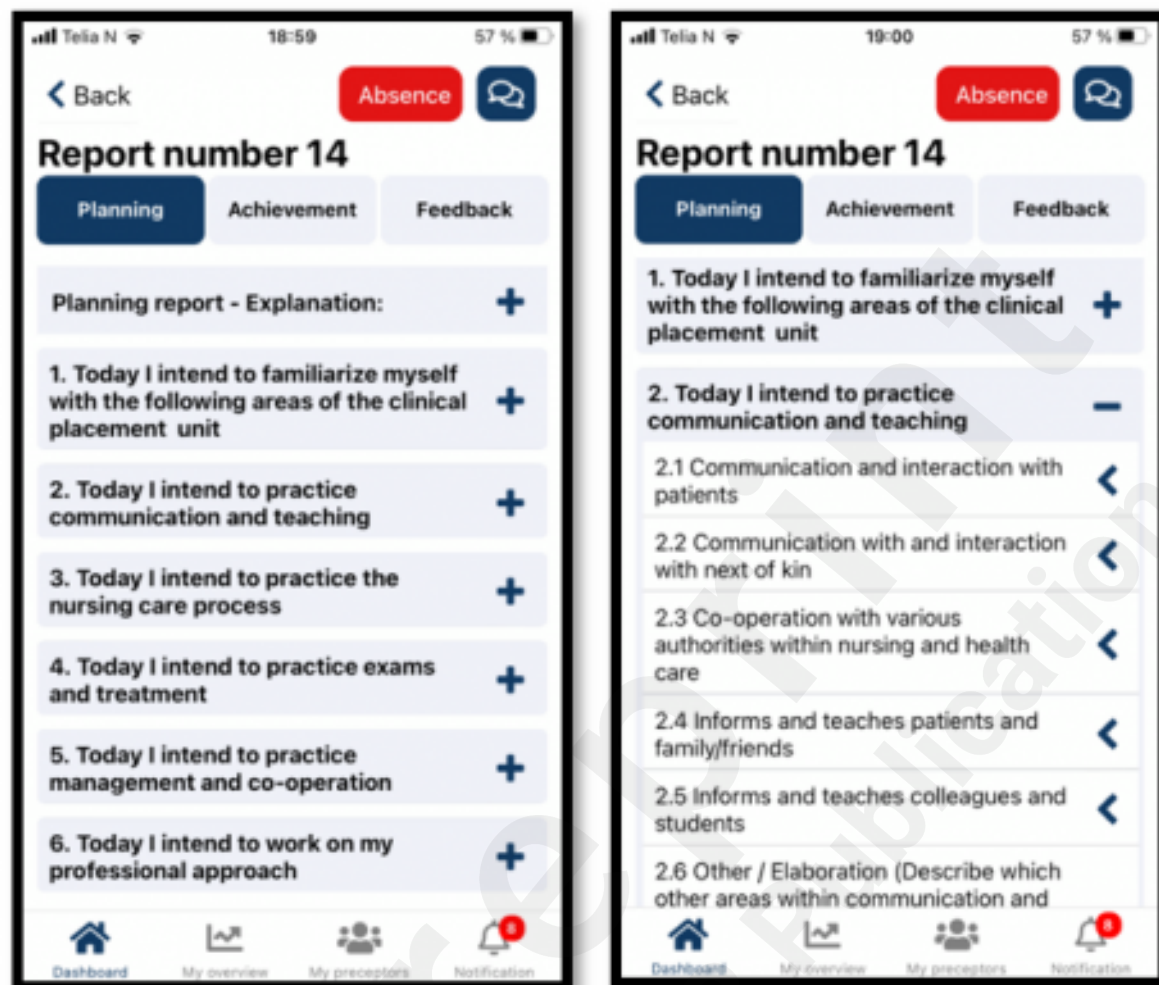 Telia N 18:59 57 %
Back Absence
Report number 14
Planning Achievement Feedback
Planning report - Explanation:
1. Today I intend to familiarize myself
with the following areas of the clinical
placement unit
2. Today I intend to practice
communication and teaching
3. Today I intend to practice the
nursing care process
4. Today I intend to practice exams
and treatment
5. Today I intend to practice
management and co-operation
6. Today I intend to work on my
professional approach
8
Dashboard My overview My preceptors Notification
Telia N 19:00 57 %
Back Absence
Report number 14
Planning Achievement Feedback
1. Today I intend to familiarize myself
with the following areas of the clinical
placement unit
2. Today I intend to practice
communication and teaching
2.1 Communication and interaction with
patients
2.2 Communication with and interaction
with next of kin
2.3 Co-operation with various
authorities within nursing and health
care
2.4 Informs and teaches patients and
family/friends
2.5 Informs and teaches colleagues and
students
2.6 Other / Elaboration (Describe which
other areas within communication and
8
Dashboard My overview My preceptors Notification